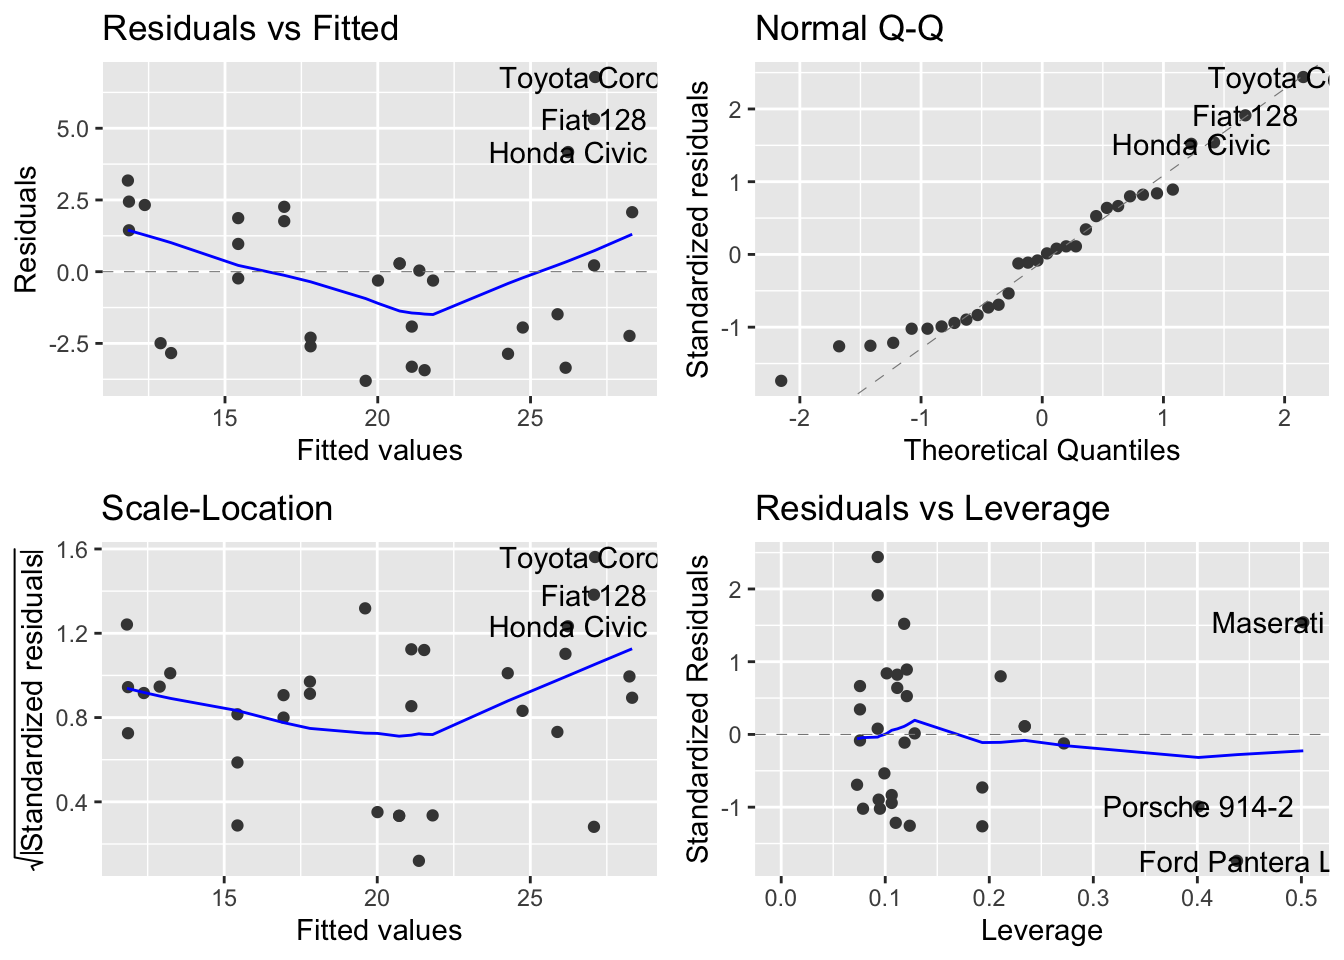 Residuals vs Fitted
Residuals
5.0
2.5
0.0
-2.5
Toyota Coro
Fiat 128
Honda Civic
15
20
25
Fitted values
Normal Q-Q
Standardized residuals
2
1
0
-1
Toyota Co
Fiat 128
Honda Civic
-2
-1
0
1
2
Theoretical Quantiles
Scale-Location
√|Standardized residuals|
1.6
1.2
0.8
0.4
Toyota Coro
Fiat 128
Honda Civic
15
20
25
Fitted values
Residuals vs Leverage
Standardized Residuals
2
1
0
-1
Maserati
Porsche 914-2
Ford Pantera L
0.0
0.1
0.2
0.3
0.4
0.5
Leverage